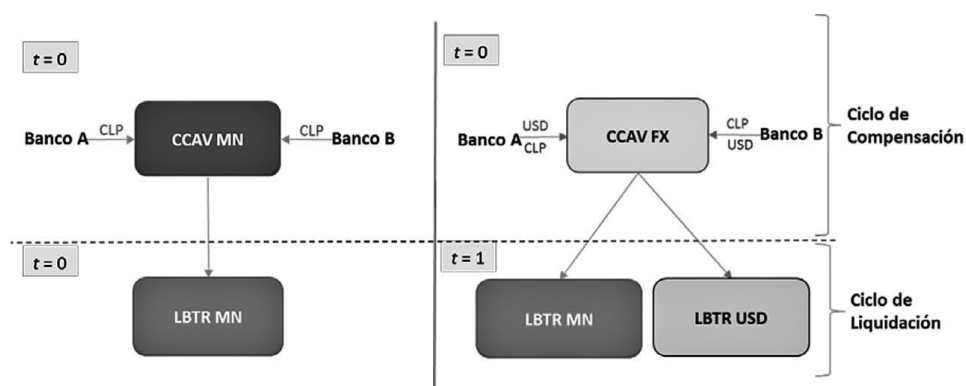 t = 0
CLP
Banco A
CCAV MN
CLP
Banco B
t = 0
LBTR MN
t = 0
USD
Banco A
CLP
CCAV FX
CLP
Banco B
USD
t = 1
LBTR MN
LBTR USD
Ciclo de
Compensación
Ciclo de
Liquidación